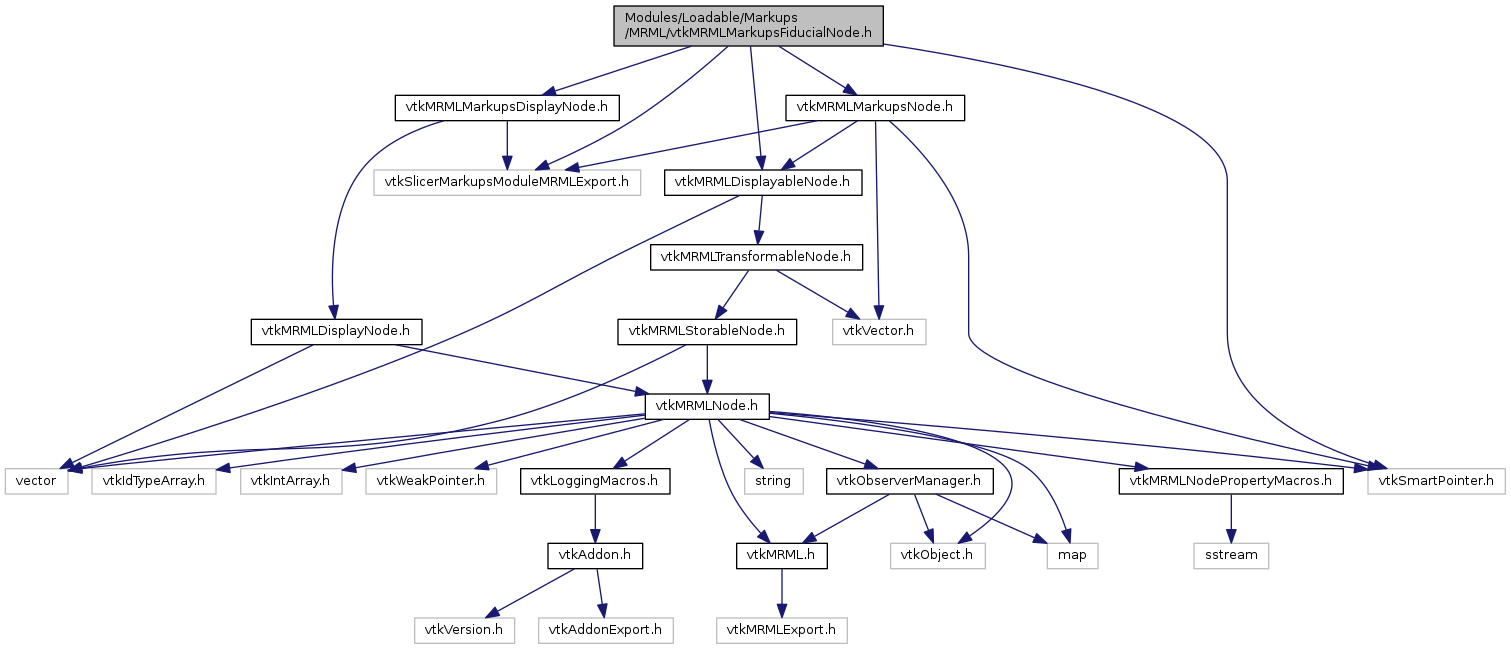 Modules/Loadable/Markups
/MRML/vtkMRMLMarkupsFiducialNode.h
vtkMRMLMarkupsDisplayNode.h
vtkMRMLMarkupsNode.h
vtkSlicerMarkupsModuleMRMLExport.h
vtkMRMLDisplayableNode.h
vtkMRMLTransformableNode.h
vtkMRMLDisplayNode.h
vtkMRMLStorableNode.h
vtkVector.h
vtkMRMLNode.h
vector
vtkIdTypeArray.h
vtkIntArray.h
vtkWeakPointer.h
vtkLoggingMacros.h
string
vtkObserverManager.h
vtkMRMLNodePropertyMacros.h
vtkSmartPointer.h
vtkAddon.h
vtkMRML.h
vtkObject.h
map
sstream
vtkVersion.h
vtkAddonExport.h
vtkMRMLExport.h